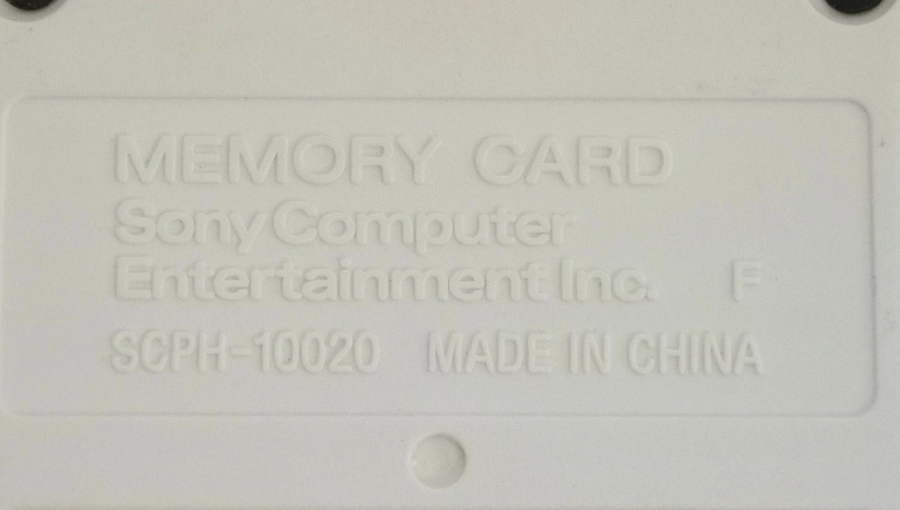 MEMORY CARD
Sony Computer
Entertainment Inc. F
SCPH-10020 MADE IN CHINA